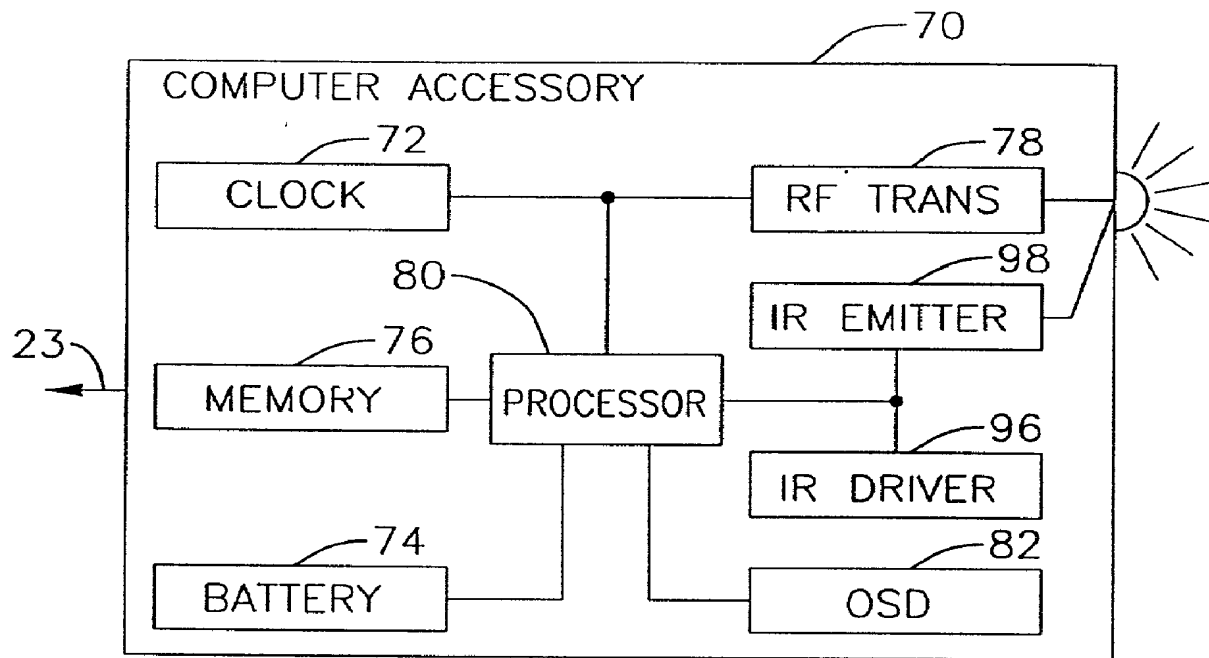 70
COMPUTER ACCESSORY
72
78
CLOCK
RF TRANS
80
98
IR EMITTER
23
76
MEMORY
PROCESSOR
96
IR DRIVER
74
82
BATTERY
OSD